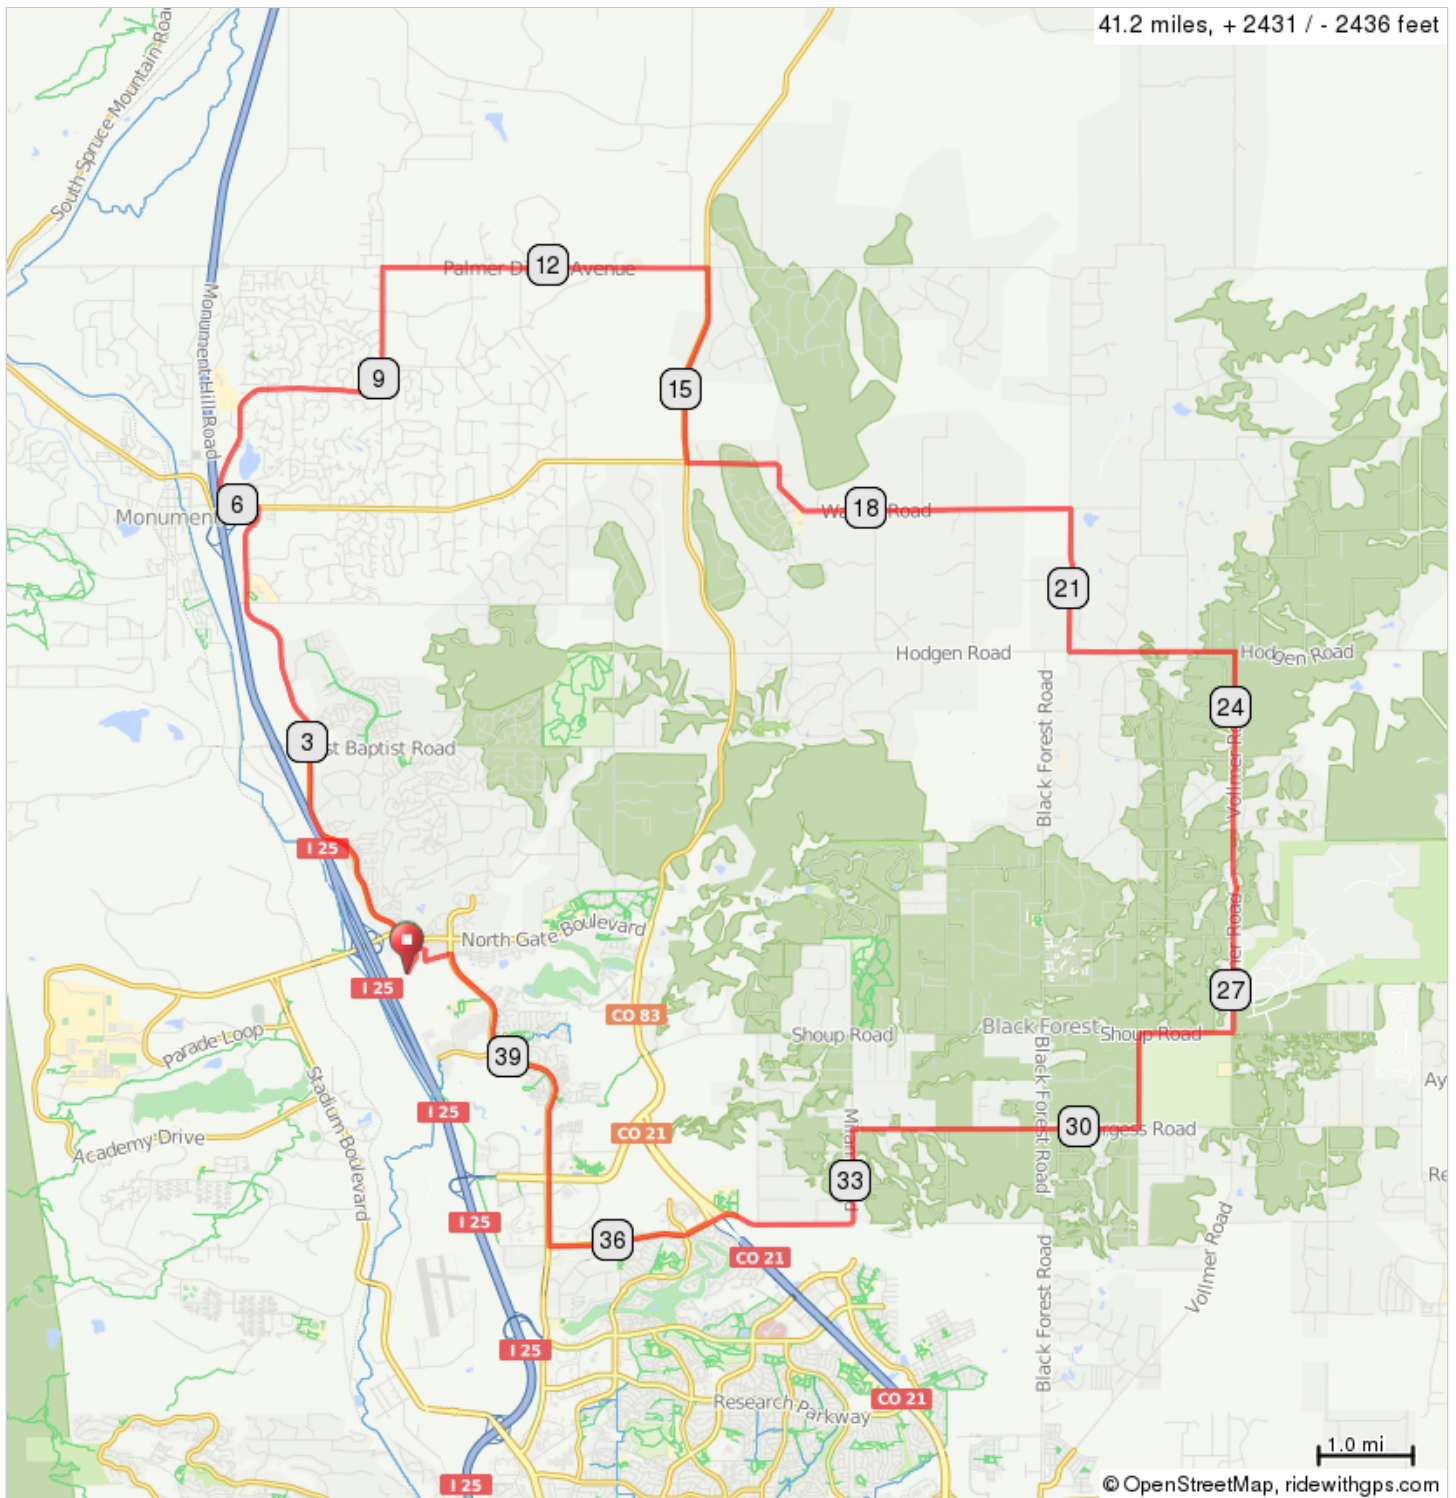 41.2 miles, + 2431 / - 2436 feet
South Spruce Mountain Road
Monument Hill Road
12
Avenue
9
15
6
Monument
18
Road
21
Hodgen Road
Hodgen Road
24
3
Baptist Road
Black Forest Road
Vollmer
I 25
North Gate Boulevard
I 25
27
CO 83
Parade Loop
Shoup Road
Black Forest
Shoup Road
39
Stadium Boulevard
Black Forest Road
I 25
CO 21
30
Road
Academy Drive
33
I 25
36
CO 21
Vollmer Road
Black Forest Road
I 25
Research Parkway
CO 21
1.0 mi
I 25
© OpenStreetMap, ridewithgps.com